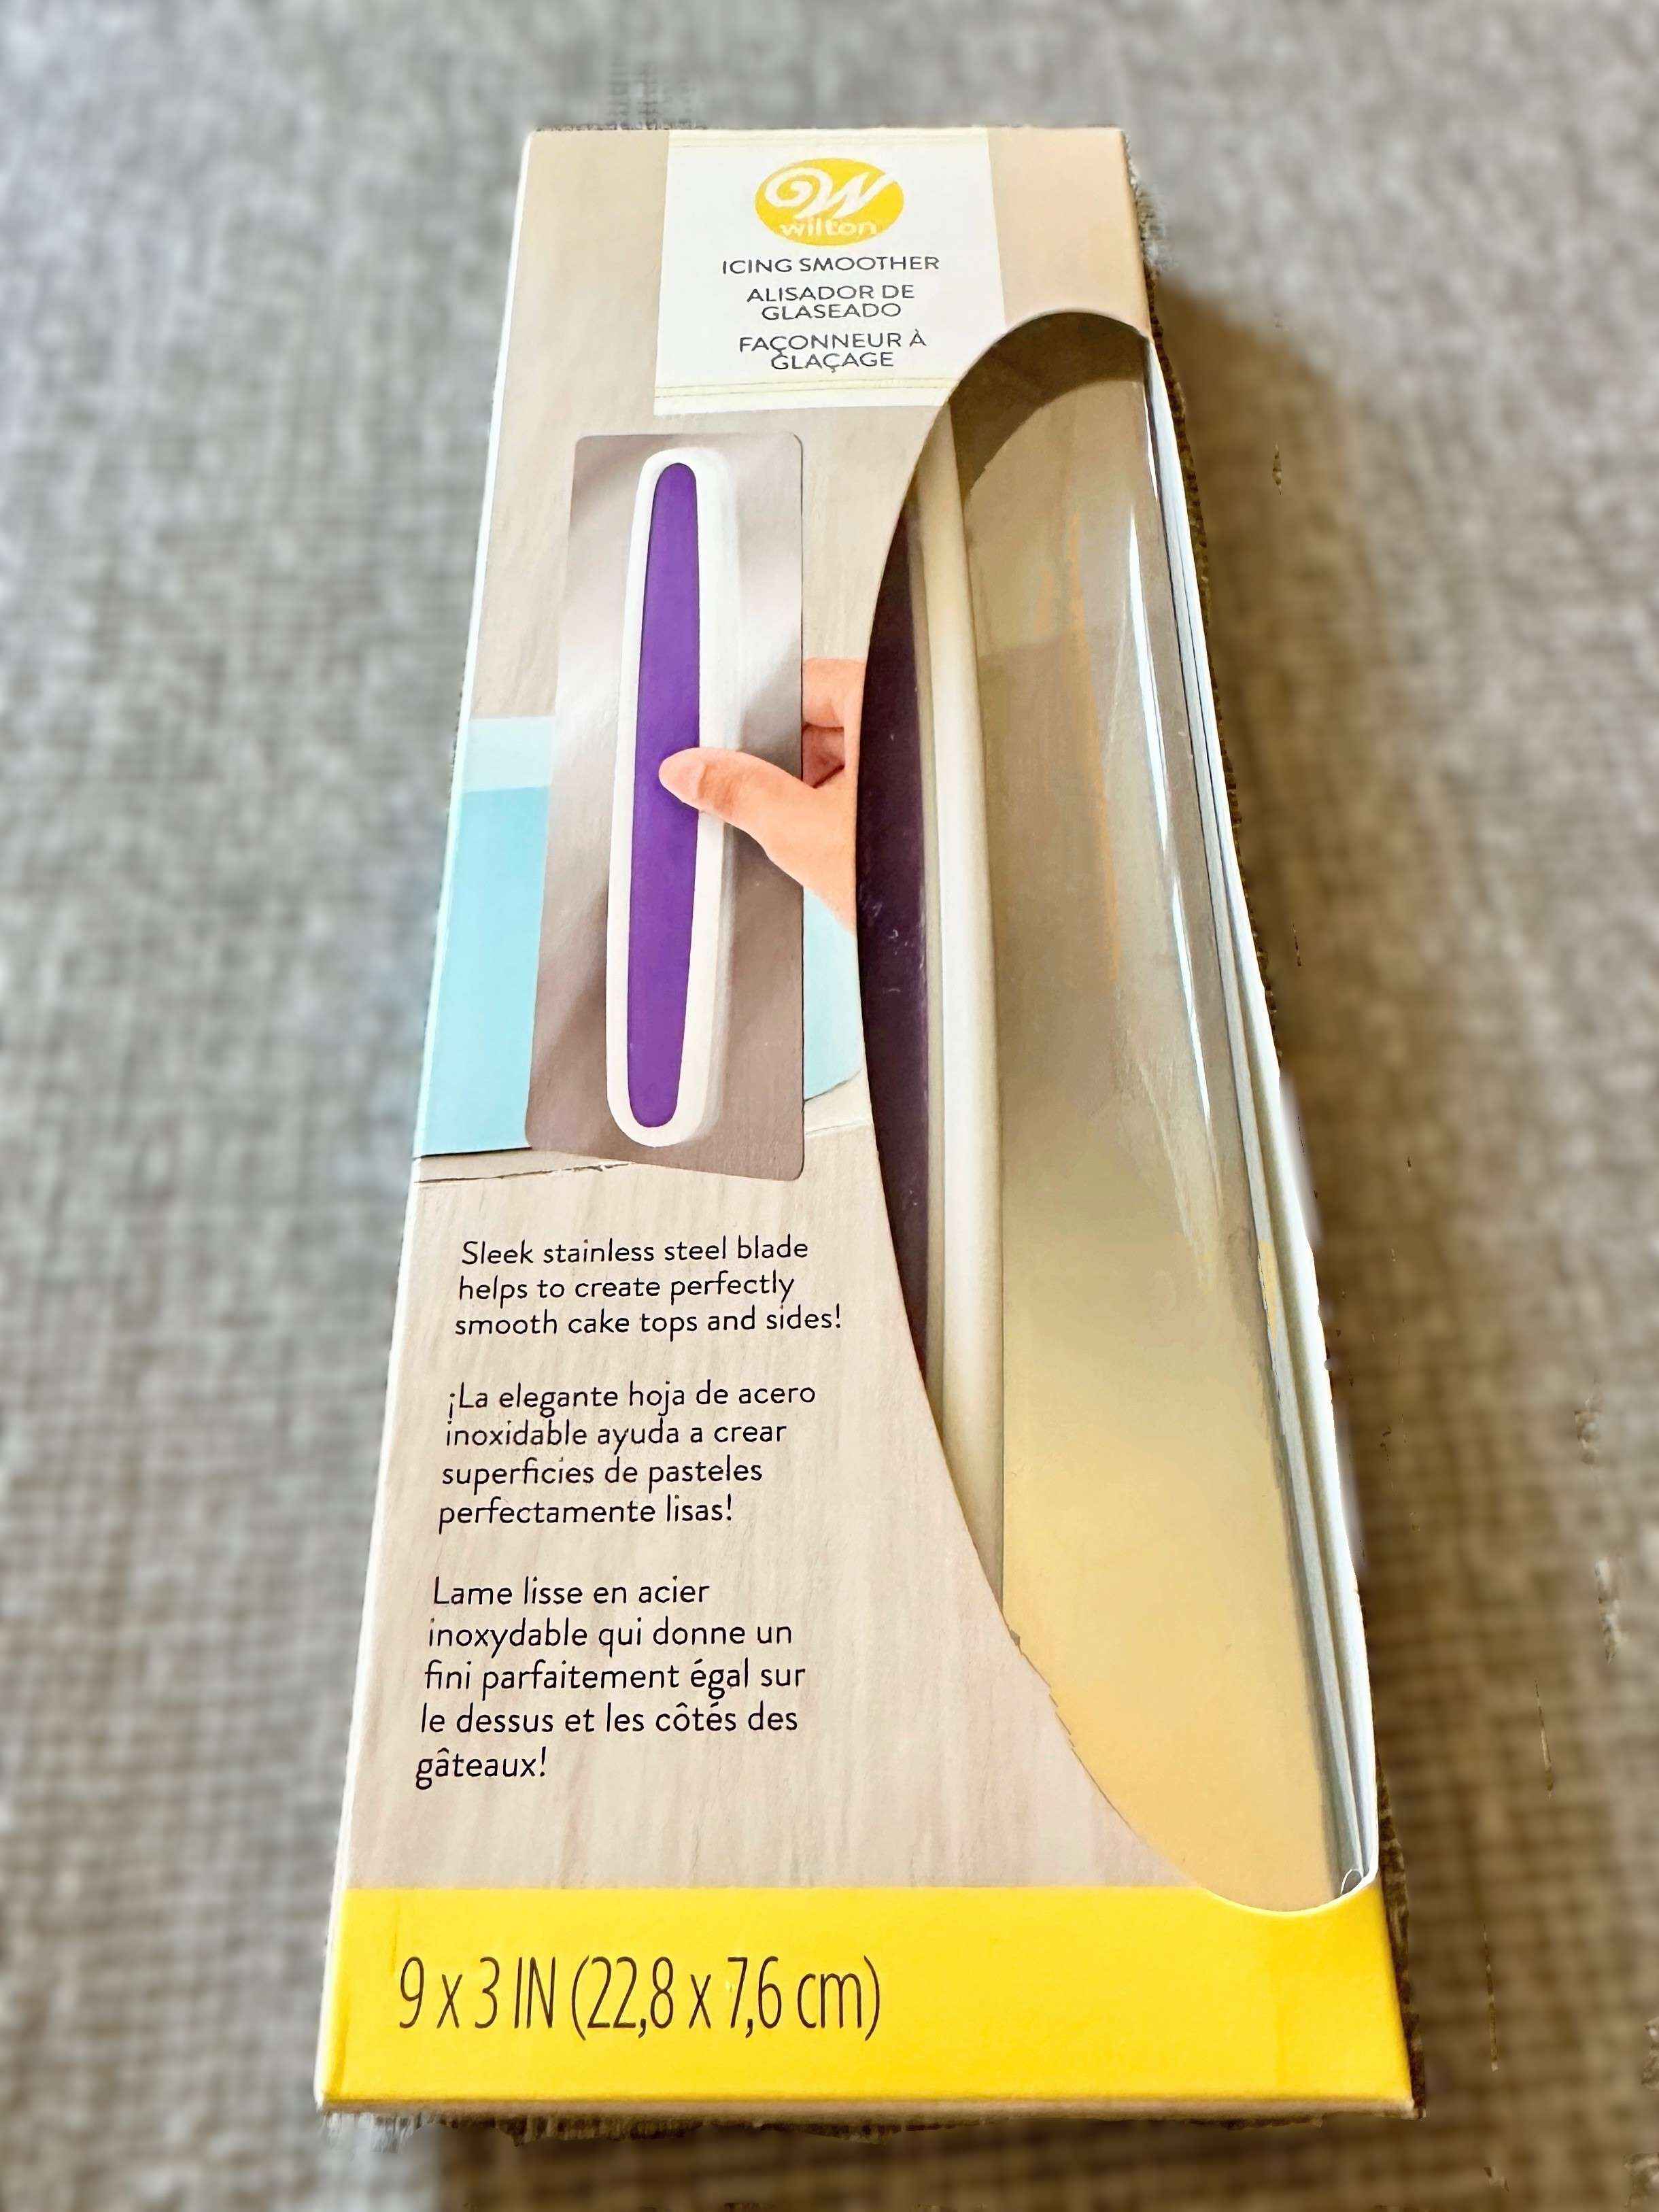 wilton
ICING SMOOTHER
ALISADOR DE
GLASEADO
FAÇONNEUR À
GLAÇAGE
Sleek stainless steel blade
helps to create perfectly
smooth cake tops and sides!
¡La elegante hoja de acero
inoxidable ayuda a crear
superficies de pasteles
perfectamente lisas!
Lame lisse en acier
inoxydable qui donne un
fini parfaitement égal sur
le dessus et les côtés des
gâteaux!
9 x 3 IN (22,8 x 7,6 cm)